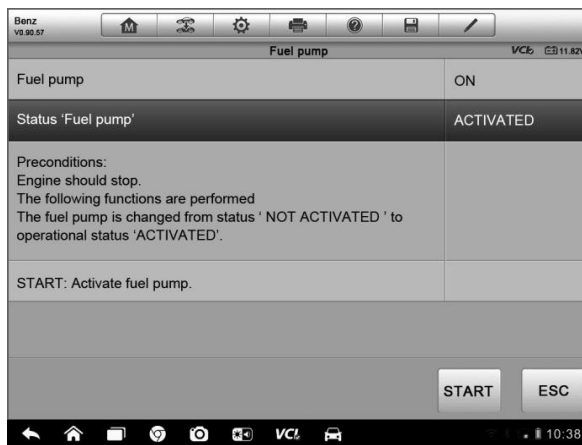 Benz
V0.90.57
M
Fuel pump
VCI
11.82V
Fuel pump
ON
Status 'Fuel pump'
ACTIVATED
Preconditions:
Engine should stop.
The following functions are performed
The fuel pump is changed from status ' NOT ACTIVATED ' to
operational status 'ACTIVATED'.
START: Activate fuel pump.
START
ESC
VCI
10:38